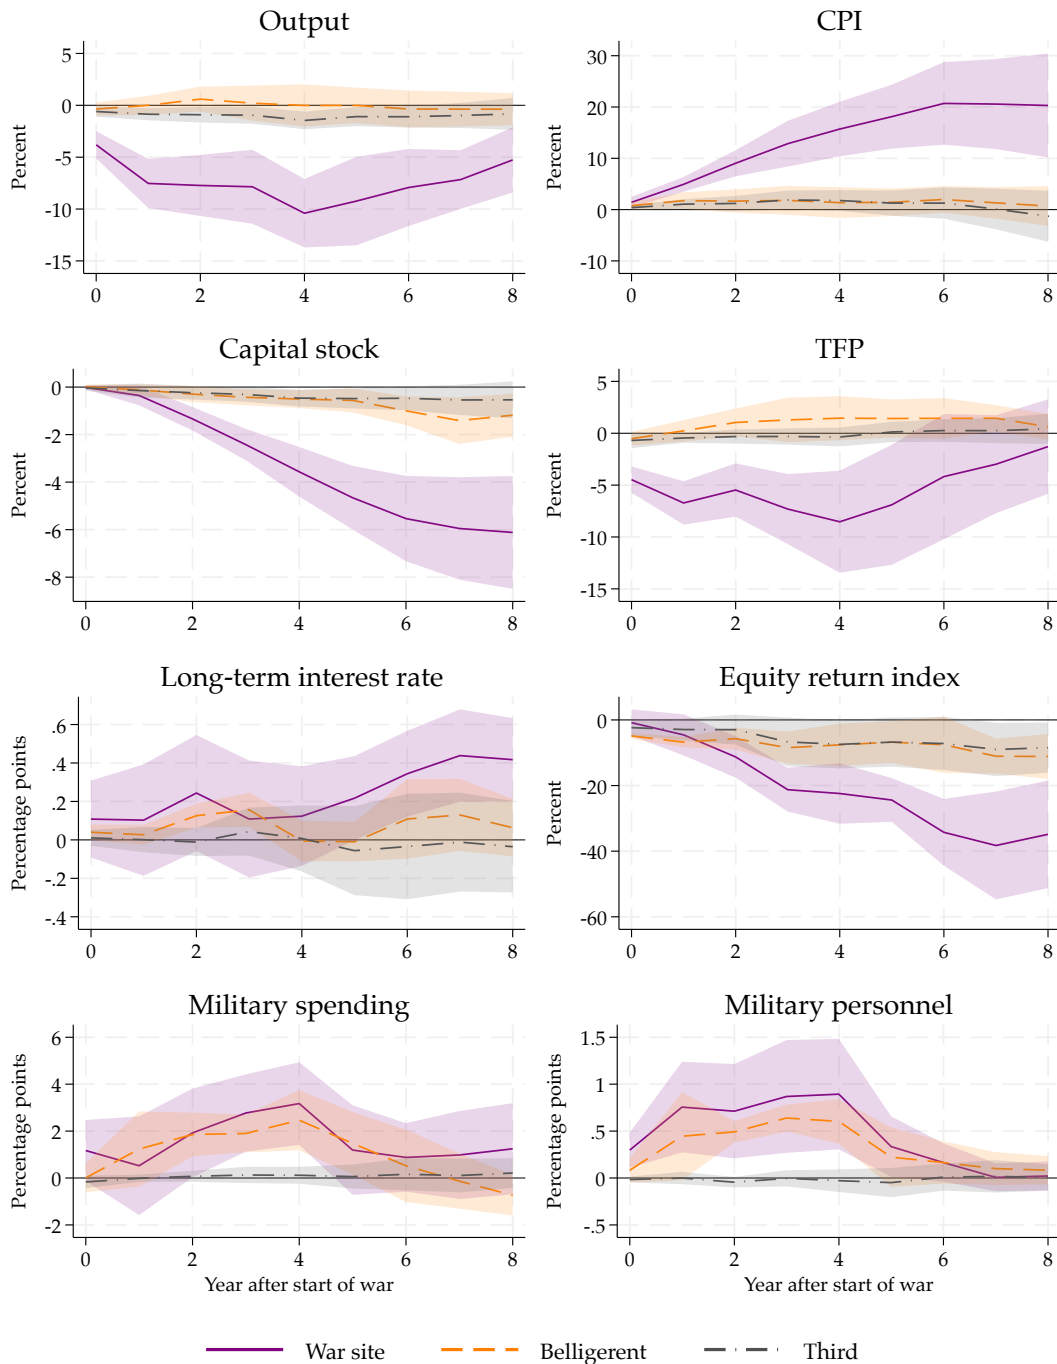 Output
CPI
Percent
5
0
-5
-10
-15
0 2 4 6 8
Percent
30
20
10
0
-10
0 2 4 6 8
Capital stock
TFP
Percent
0
-2
-4
-6
-8
0 2 4 6 8
Percent
5
0
-5
-10
-15
0 2 4 6 8
Long-term interest rate
Equity return index
Percentage points
.6
.4
.2
0
-.2
-.4
0 2 4 6 8
Percent
0
-20
-40
-60
0 2 4 6 8
Military spending
Military personnel
Percentage points
6
4
2
0
-2
0 2 4 6 8
Year after start of war
Percentage points
1.5
1
.5
0
-.5
0 2 4 6 8
Year after start of war
War site Belligerent Third